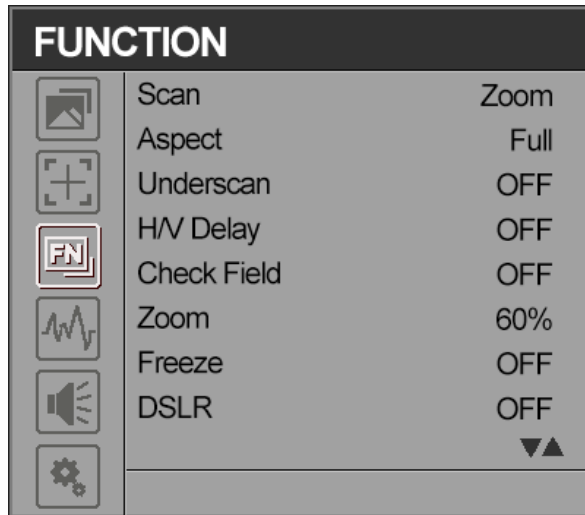 FUNCTION
Scan Zoom
Aspect Full
Underscan OFF
H/V Delay OFF
FN
Check Field OFF
Zoom 60%
Freeze OFF
DSLR OFF